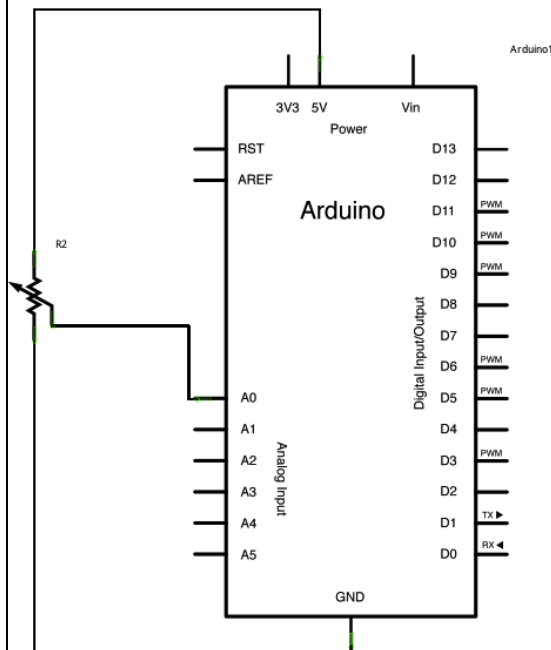 Arduino1
3V3 5V Vin
Power
RST D13
AREF D12
Arduino
D11 PWM
D10 PWM
R2
D9 PWM
D8
D7
D6 PWM
Digital Input/Output
A0 D5 PWM
A1 D4
A2 D3 PWM
Analog Input
A3 D2
A4 D1 TX ▶
A5 D0 RX ◀
GND